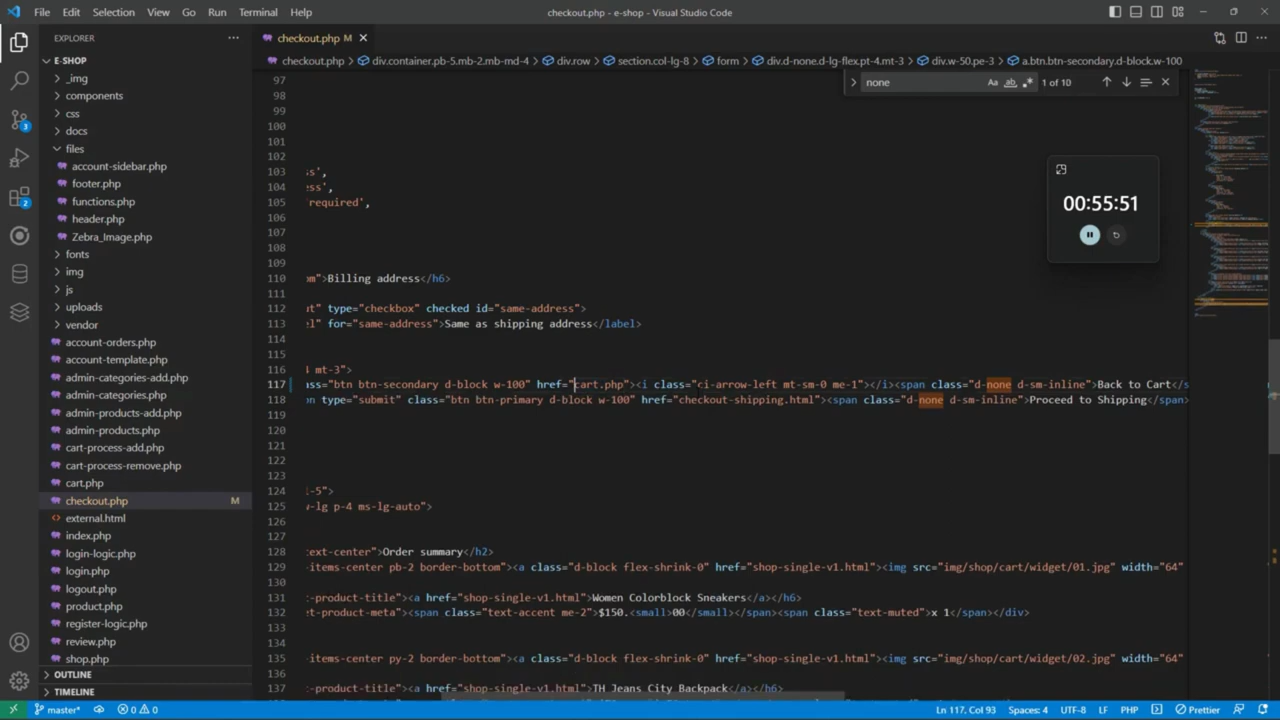 File Edit Selection View Go Run Terminal Help
checkout.php - e-shop - Visual Studio Code
EXPLORER
checkout.php M
E-SHOP
checkout.php > div.container.pb-5.mb-2.mb-md-4 > div.row > section.col-lg-8 > form > div.d-none.d-lg-flex.pt-4.mt-3 > div.w-50.pe-3 > a.btn.btn-secondary.d-block.w-100
none
Aa ab
1 of 10
_img
components
css
docs
files
account-sidebar.php
footer.php
functions.php
header.php
Zebra_Image.php
fonts
img
js
uploads
vendor
account-orders.php
account-template.php
admin-categories-add.php
admin-categories.php
admin-products-add.php
admin-products.php
cart-process-add.php
cart-process-remove.php
cart.php
checkout.php M
external.html
index.php
login-logic.php
login.php
logout.php
product.php
register-logic.php
review.php
shop.php
OUTLINE
TIMELINE
3
2
97
98
99
100
101
102
103 ss',
104 ess',
105 'required',
106
107
108
109
110 om">Billing address</h6>
111
112 ut" type="checkbox" checked id="same-address">
113 el" for="same-address">Same as shipping address</label>
114
115
116 4 mt-3">
117 ass="btn btn-secondary d-block w-100" href="cart.php"><i class="ci-arrow-left mt-sm-0 me-1"></i><span class="d-none d-sm-inline">Back to Cart</s
118 on type="submit" class="btn btn-primary d-block w-100" href="checkout-shipping.html"><span class="d-none d-sm-inline">Proceed to Shipping</span>
119
120
121
122
123
124 l-5">
125 w-lg p-4 ms-lg-auto">
126
127
128 text-center">Order summary</h2>
129 -items-center pb-2 border-bottom"><a class="d-block flex-shrink-0" href="shop-single-v1.html"><img src="img/shop/cart/widget/01.jpg" width="64"
130
131 et-product-title"><a href="shop-single-v1.html">Women Colorblock Sneakers</a></h6>
132 et-product-meta"><span class="text-accent me-2">$150.<small>00</small></span><span class="text-muted">x 1</span></div>
133
134
135 -items-center py-2 border-bottom"><a class="d-block flex-shrink-0" href="shop-single-v1.html"><img src="img/shop/cart/widget/02.jpg" width="64"
136
137 et-product-title"><a href="shop-single-v1.html">TH Jeans City Backpack</a></h6>
00:55:51
master* 0 0
Ln 117, Col 93 Spaces: 4 UTF-8 LF PHP Prettier